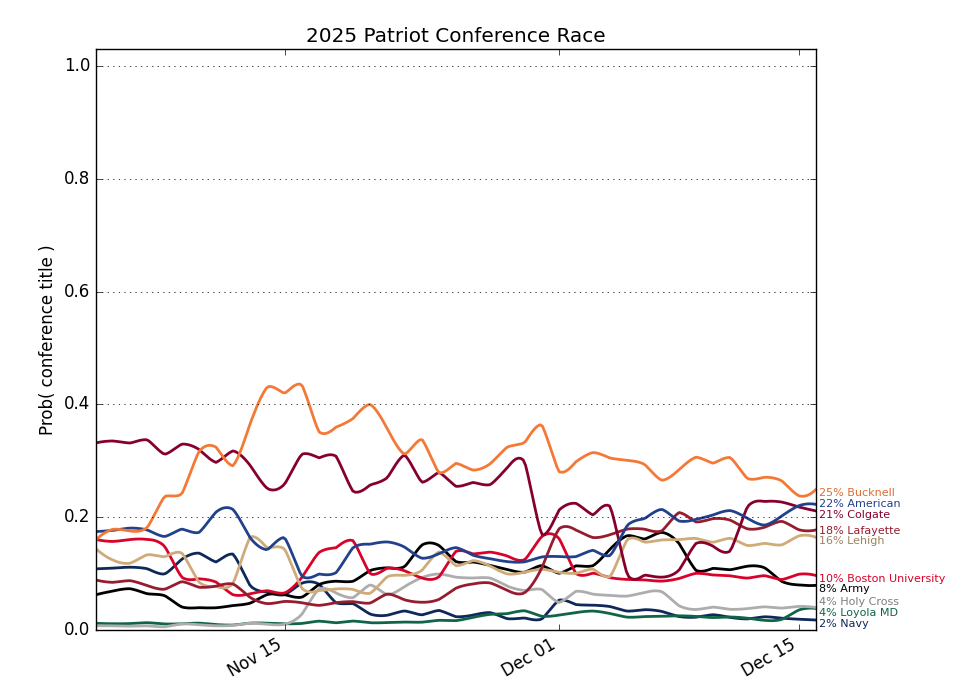 2025 Patriot Conference Race
Prob( conference title )
1.0
0.8
0.6
0.4
0.2
0.0
Nov 15
Dec 01
Dec 15
25% Bucknell
22% American
21% Colgate
18% Lafayette
16% Lehigh
10% Boston University
8% Army
4% Holy Cross
4% Loyola MD
2% Navy